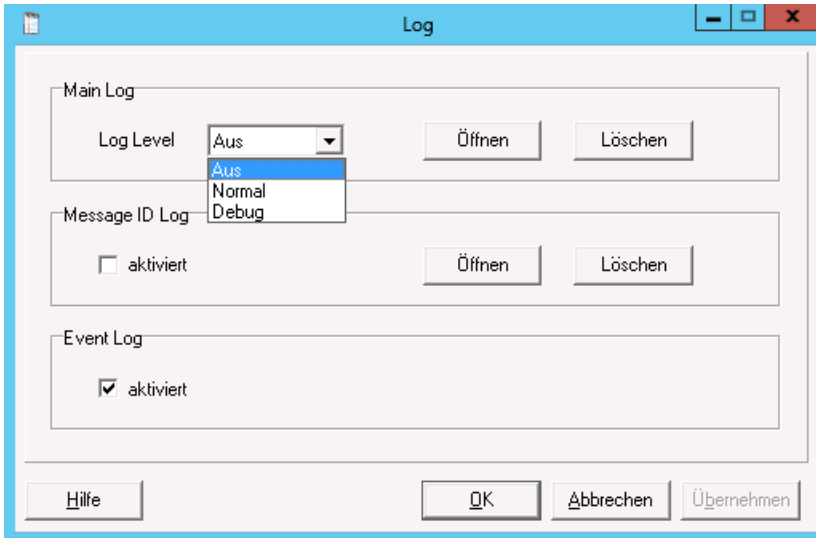 Log
Main Log
Log Level Aus Öffnen Löschen
Aus
Normal
Debug
Message ID Log
aktiviert Öffnen Löschen
Event Log
aktiviert
Hilfe OK Abbrechen Übernehmen